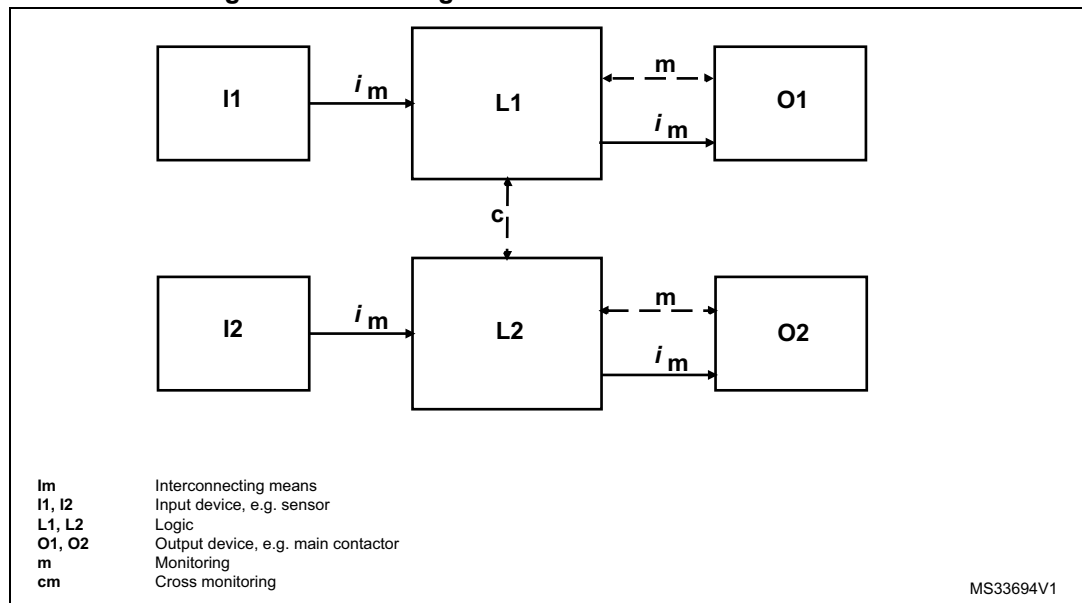 I1
i m
L1
m
i m
O1
c
I2
i m
L2
m
i m
O2
Im Interconnecting means
I1, I2 Input device, e.g. sensor
L1, L2 Logic
O1, O2 Output device, e.g. main contactor
m Monitoring
cm Cross monitoring
MS33694V1